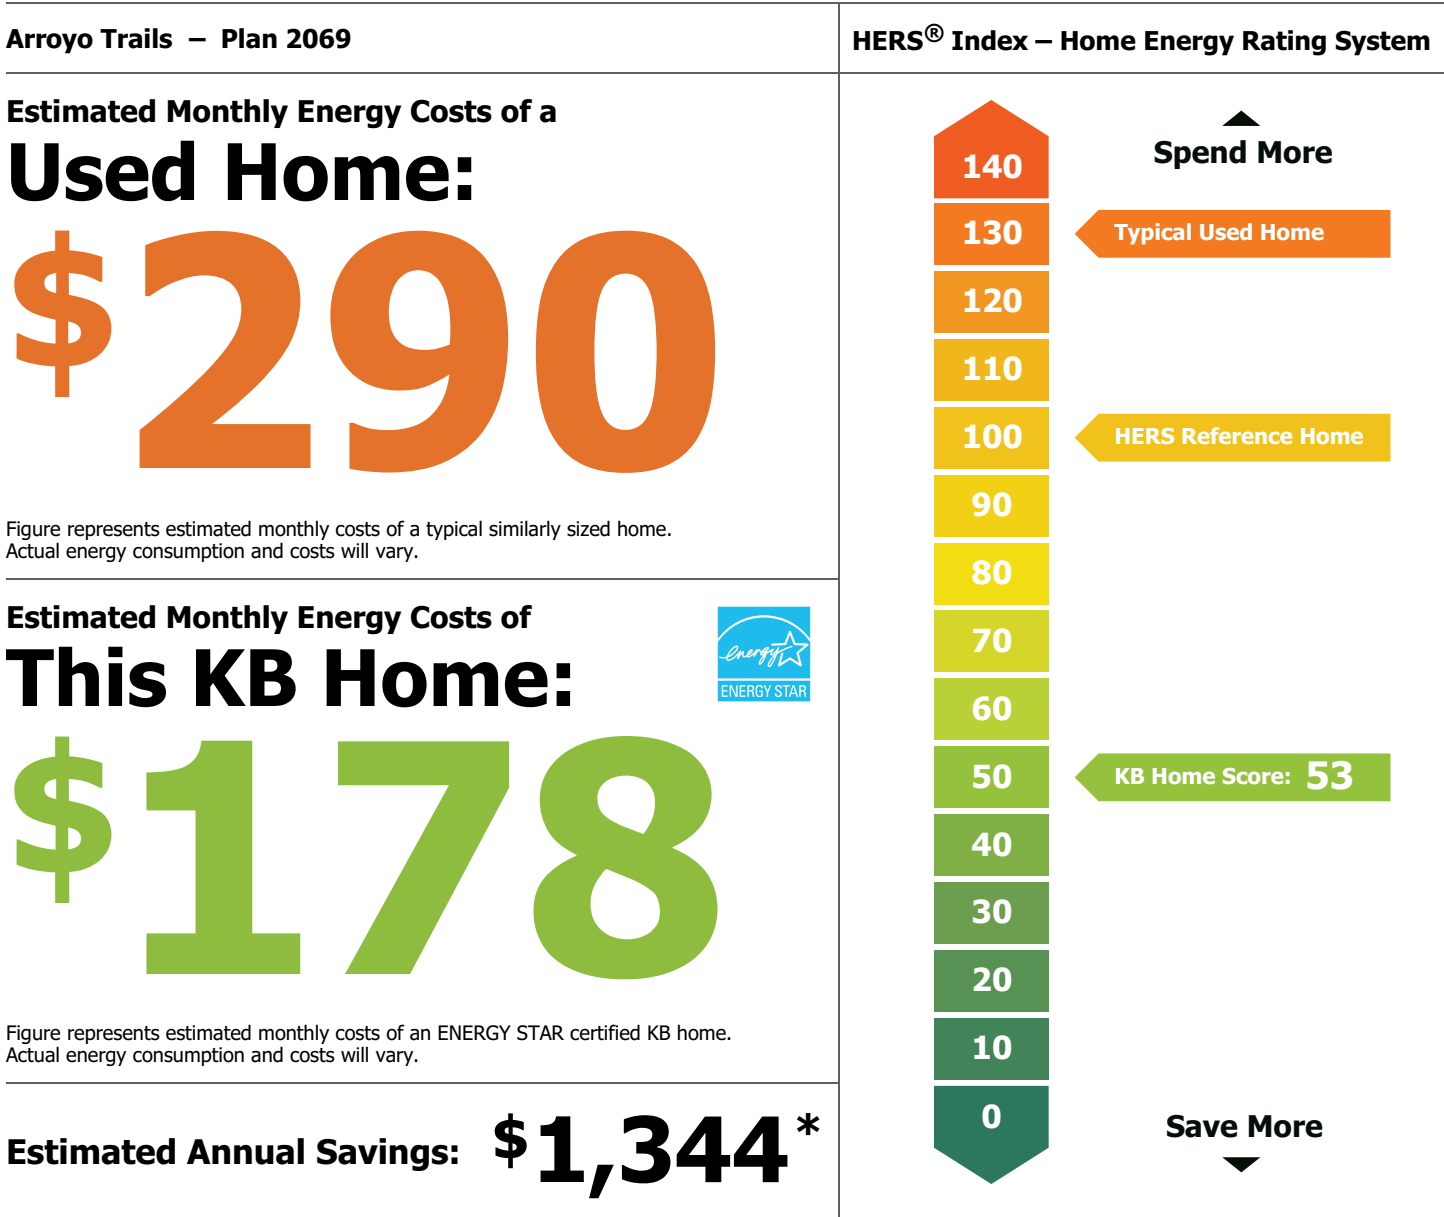 Arroyo Trails – Plan 2069
Estimated Monthly Energy Costs of a
Used Home:
$290
Figure represents estimated monthly costs of a typical similarly sized home.
Actual energy consumption and costs will vary.
Estimated Monthly Energy Costs of
This KB Home:
energy
ENERGY STAR
$178
Figure represents estimated monthly costs of an ENERGY STAR certified KB home.
Actual energy consumption and costs will vary.
Estimated Annual Savings: $1,344*
HERS® Index – Home Energy Rating System
Spend More
140
130 Typical Used Home
120
110
100 HERS Reference Home
90
80
70
60
50 KB Home Score: 53
40
30
20
10
0
Save More